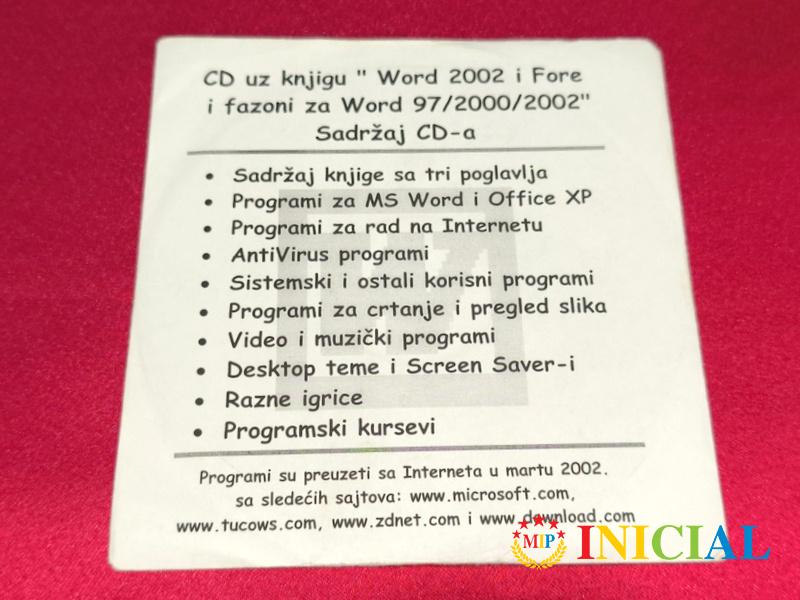 CD uz knjigu " Word 2002 i Fore
i fazoni za Word 97/2000/2002"
Sadržaj CD-a
• Sadržaj knjige sa tri poglavlja
• Programi za MS Word i Office XP
• Programi za rad na Internetu
• AntiVirus programi
• Sistemski i ostali korisni programi
• Programi za crtanje i pregled slika
• Video i muzički programi
• Desktop teme i Screen Saver-i
• Razne igrice
• Programski kursevi
Programi su preuzeti sa Interneta u martu 2002.
sa sledećih sajtova: www.microsoft.com,
www.tucows.com, www.zdnet.com i www.download.com
MIP INICIAL